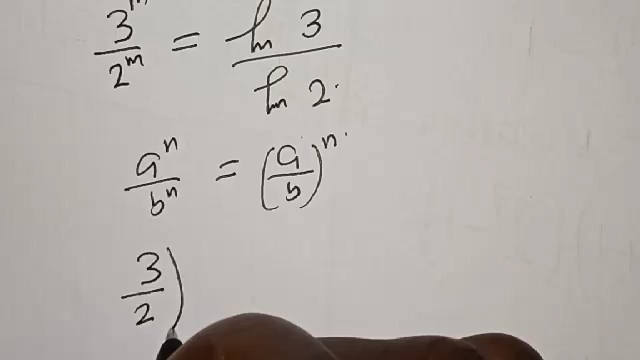 3^m/2^m = ln 3/ln 2
a^n/b^n = (a/b)^n
3/2)